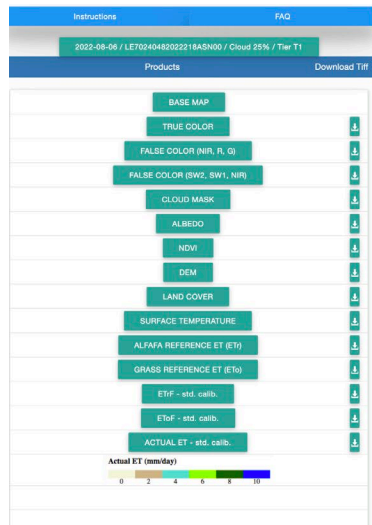 Instructions FAQ
2022-08-06 / LE70240482022218ASN00 / Cloud 25% / Tier T1
Products Download Tiff
BASE MAP
TRUE COLOR
FALSE COLOR (NIR, R, G)
FALSE COLOR (SW2, SW1, NIR)
CLOUD MASK
ALBEDO
NDVI
DEM
LAND COVER
SURFACE TEMPERATURE
ALFAFA REFERENCE ET (ETr)
GRASS REFERENCE ET (ETo)
ETrF - std. calib.
EToF - std. calib.
ACTUAL ET - std. calib.
Actual ET (mm/day)
0 2 4 6 8 10